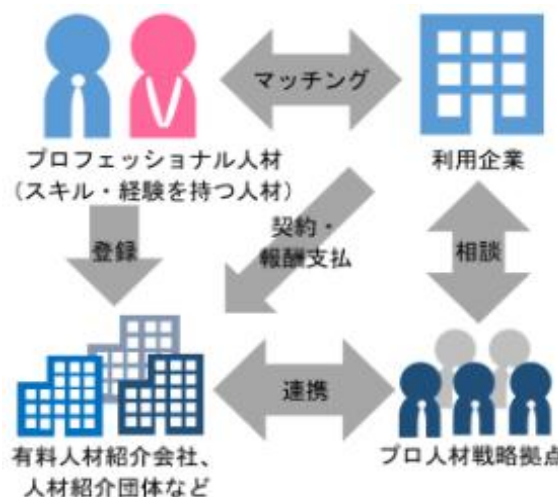 マッチング
プロフェッショナル人材
(スキル・経験を持つ人材)
利用企業
登録
契約・
報酬支払
相談
連携
有料人材紹介会社、
人材紹介団体など
プロ人材戦略拠点